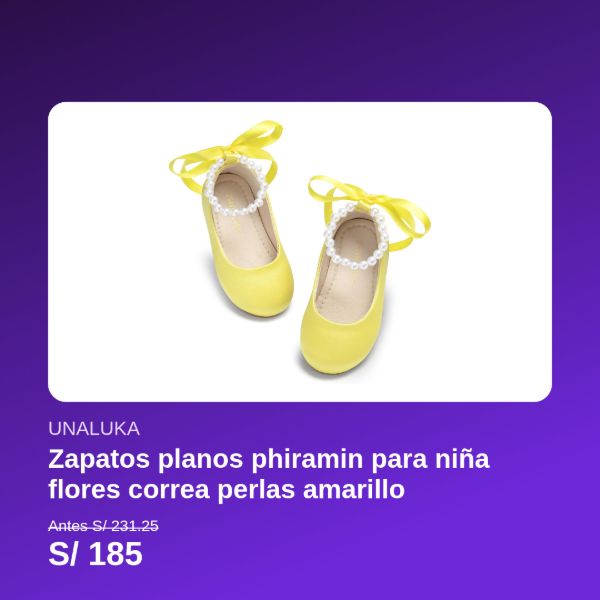 UNALUKA
Zapatos planos phiramin para niña
flores correa perlas amarillo
Antes S/ 231.25
S/ 185